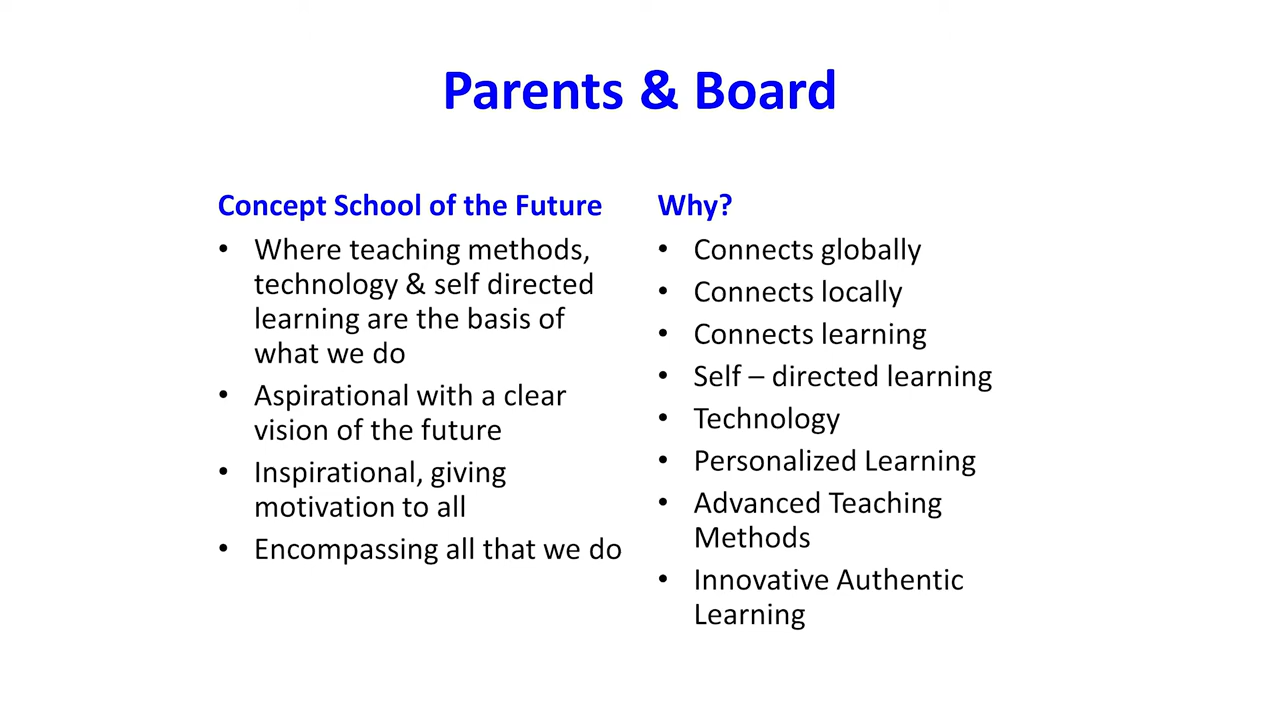 Parents & Board
Concept School of the Future
• Where teaching methods,
technology & self directed
learning are the basis of
what we do
• Aspirational with a clear
vision of the future
• Inspirational, giving
motivation to all
• Encompassing all that we do
Why?
• Connects globally
• Connects locally
• Connects learning
• Self – directed learning
• Technology
• Personalized Learning
• Advanced Teaching
Methods
• Innovative Authentic
Learning